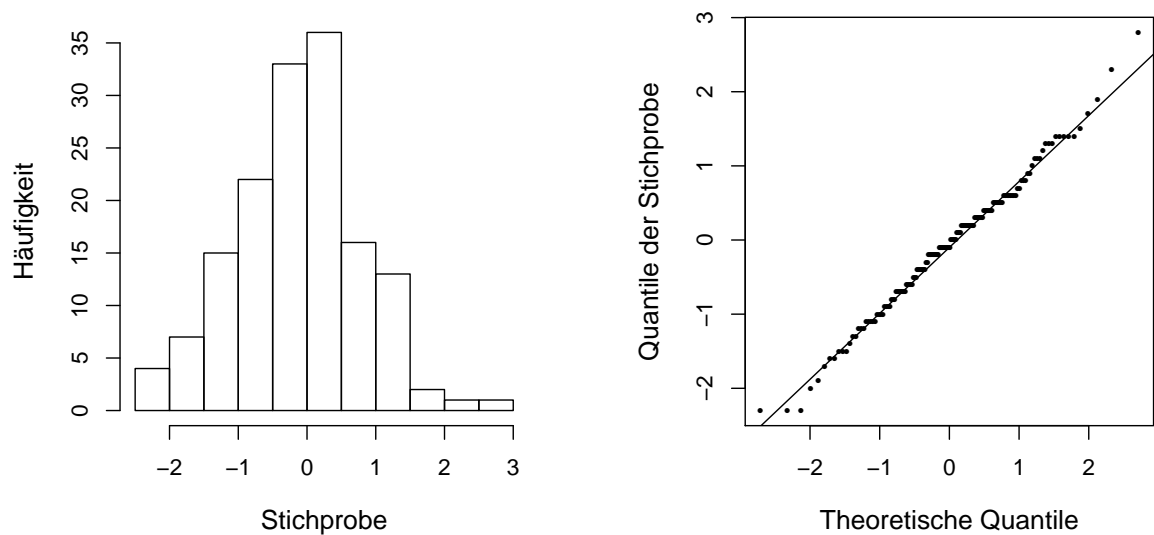 Häufigkeit
35
30
25
20
15
10
5
0
−2 −1 0 1 2 3
Stichprobe
Quantile der Stichprobe
3
2
1
0
−1
−2
−2 −1 0 1 2
Theoretische Quantile